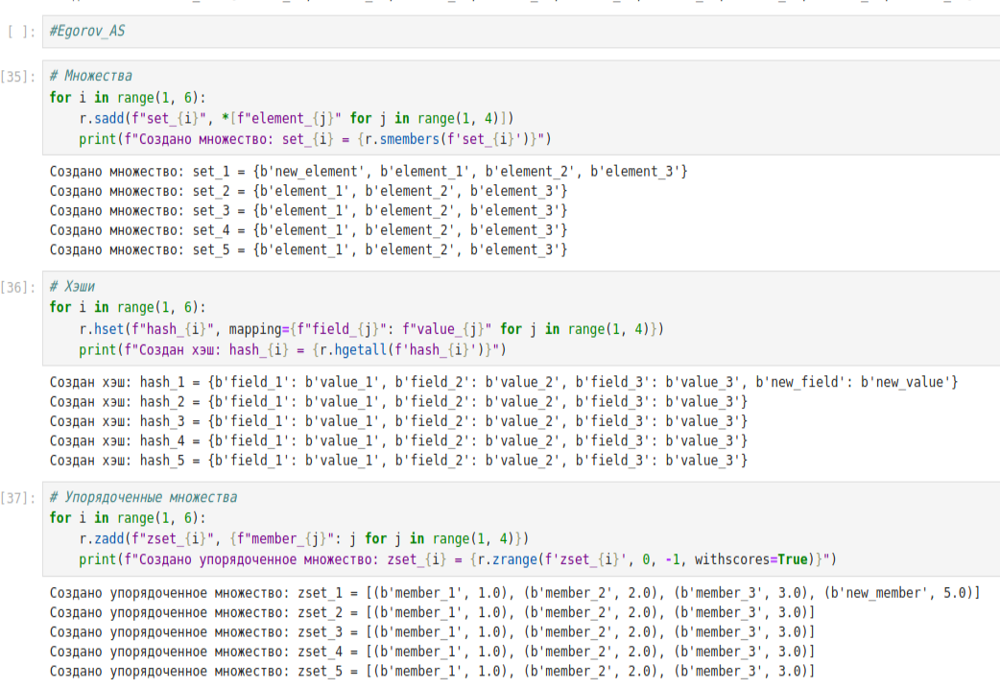 [ ]: #Egorov_AS
[35]: # Множества
for i in range(1, 6):
    r.sadd(f"set_{i}", *[f"element_{j}" for j in range(1, 4)])
    print(f"Создано множество: set_{i} = {r.smembers(f'set_{i}')}")
Создано множество: set_1 = {b'new_element', b'element_1', b'element_2', b'element_3'}
Создано множество: set_2 = {b'element_1', b'element_2', b'element_3'}
Создано множество: set_3 = {b'element_1', b'element_2', b'element_3'}
Создано множество: set_4 = {b'element_1', b'element_2', b'element_3'}
Создано множество: set_5 = {b'element_1', b'element_2', b'element_3'}
[36]: # Хэши
for i in range(1, 6):
    r.hset(f"hash_{i}", mapping={f"field_{j}": f"value_{j}" for j in range(1, 4)})
    print(f"Создан хэш: hash_{i} = {r.hgetall(f'hash_{i}')}")
Создан хэш: hash_1 = {b'field_1': b'value_1', b'field_2': b'value_2', b'field_3': b'value_3', b'new_field': b'new_value'}
Создан хэш: hash_2 = {b'field_1': b'value_1', b'field_2': b'value_2', b'field_3': b'value_3'}
Создан хэш: hash_3 = {b'field_1': b'value_1', b'field_2': b'value_2', b'field_3': b'value_3'}
Создан хэш: hash_4 = {b'field_1': b'value_1', b'field_2': b'value_2', b'field_3': b'value_3'}
Создан хэш: hash_5 = {b'field_1': b'value_1', b'field_2': b'value_2', b'field_3': b'value_3'}
[37]: # Упорядоченные множества
for i in range(1, 6):
    r.zadd(f"zset_{i}", {f"member_{j}": j for j in range(1, 4)})
    print(f"Создано упорядоченное множество: zset_{i} = {r.zrange(f'zset_{i}', 0, -1, withscores=True)}")
Создано упорядоченное множество: zset_1 = [(b'member_1', 1.0), (b'member_2', 2.0), (b'member_3', 3.0), (b'new_member', 5.0)]
Создано упорядоченное множество: zset_2 = [(b'member_1', 1.0), (b'member_2', 2.0), (b'member_3', 3.0)]
Создано упорядоченное множество: zset_3 = [(b'member_1', 1.0), (b'member_2', 2.0), (b'member_3', 3.0)]
Создано упорядоченное множество: zset_4 = [(b'member_1', 1.0), (b'member_2', 2.0), (b'member_3', 3.0)]
Создано упорядоченное множество: zset_5 = [(b'member_1', 1.0), (b'member_2', 2.0), (b'member_3', 3.0)]